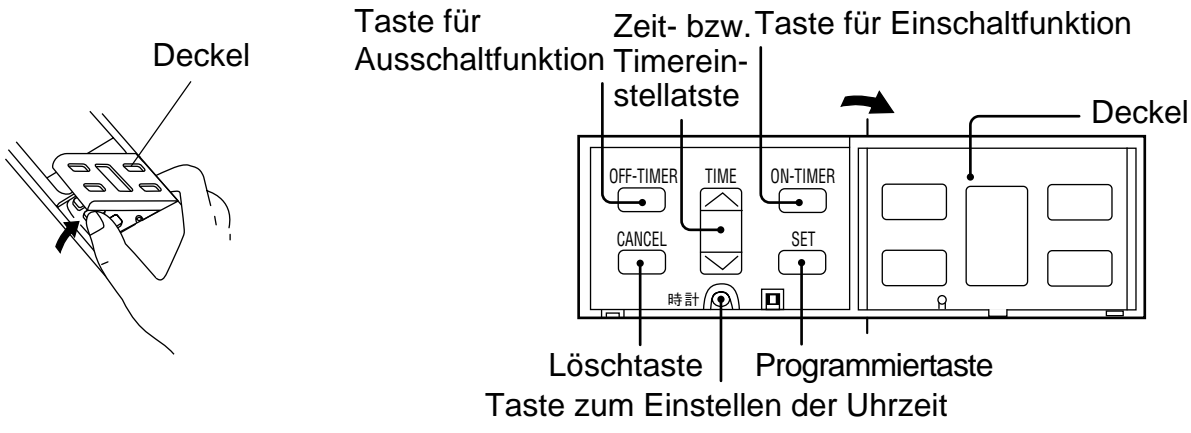 Deckel
Taste für
Ausschaltfunktion
Zeit- bzw.
Timerein-
stellatste
Taste für Einschaltfunktion
Deckel
OFF-TIMER TIME ON-TIMER
CANCEL SET
時計
Löschtaste Programmiertaste
Taste zum Einstellen der Uhrzeit